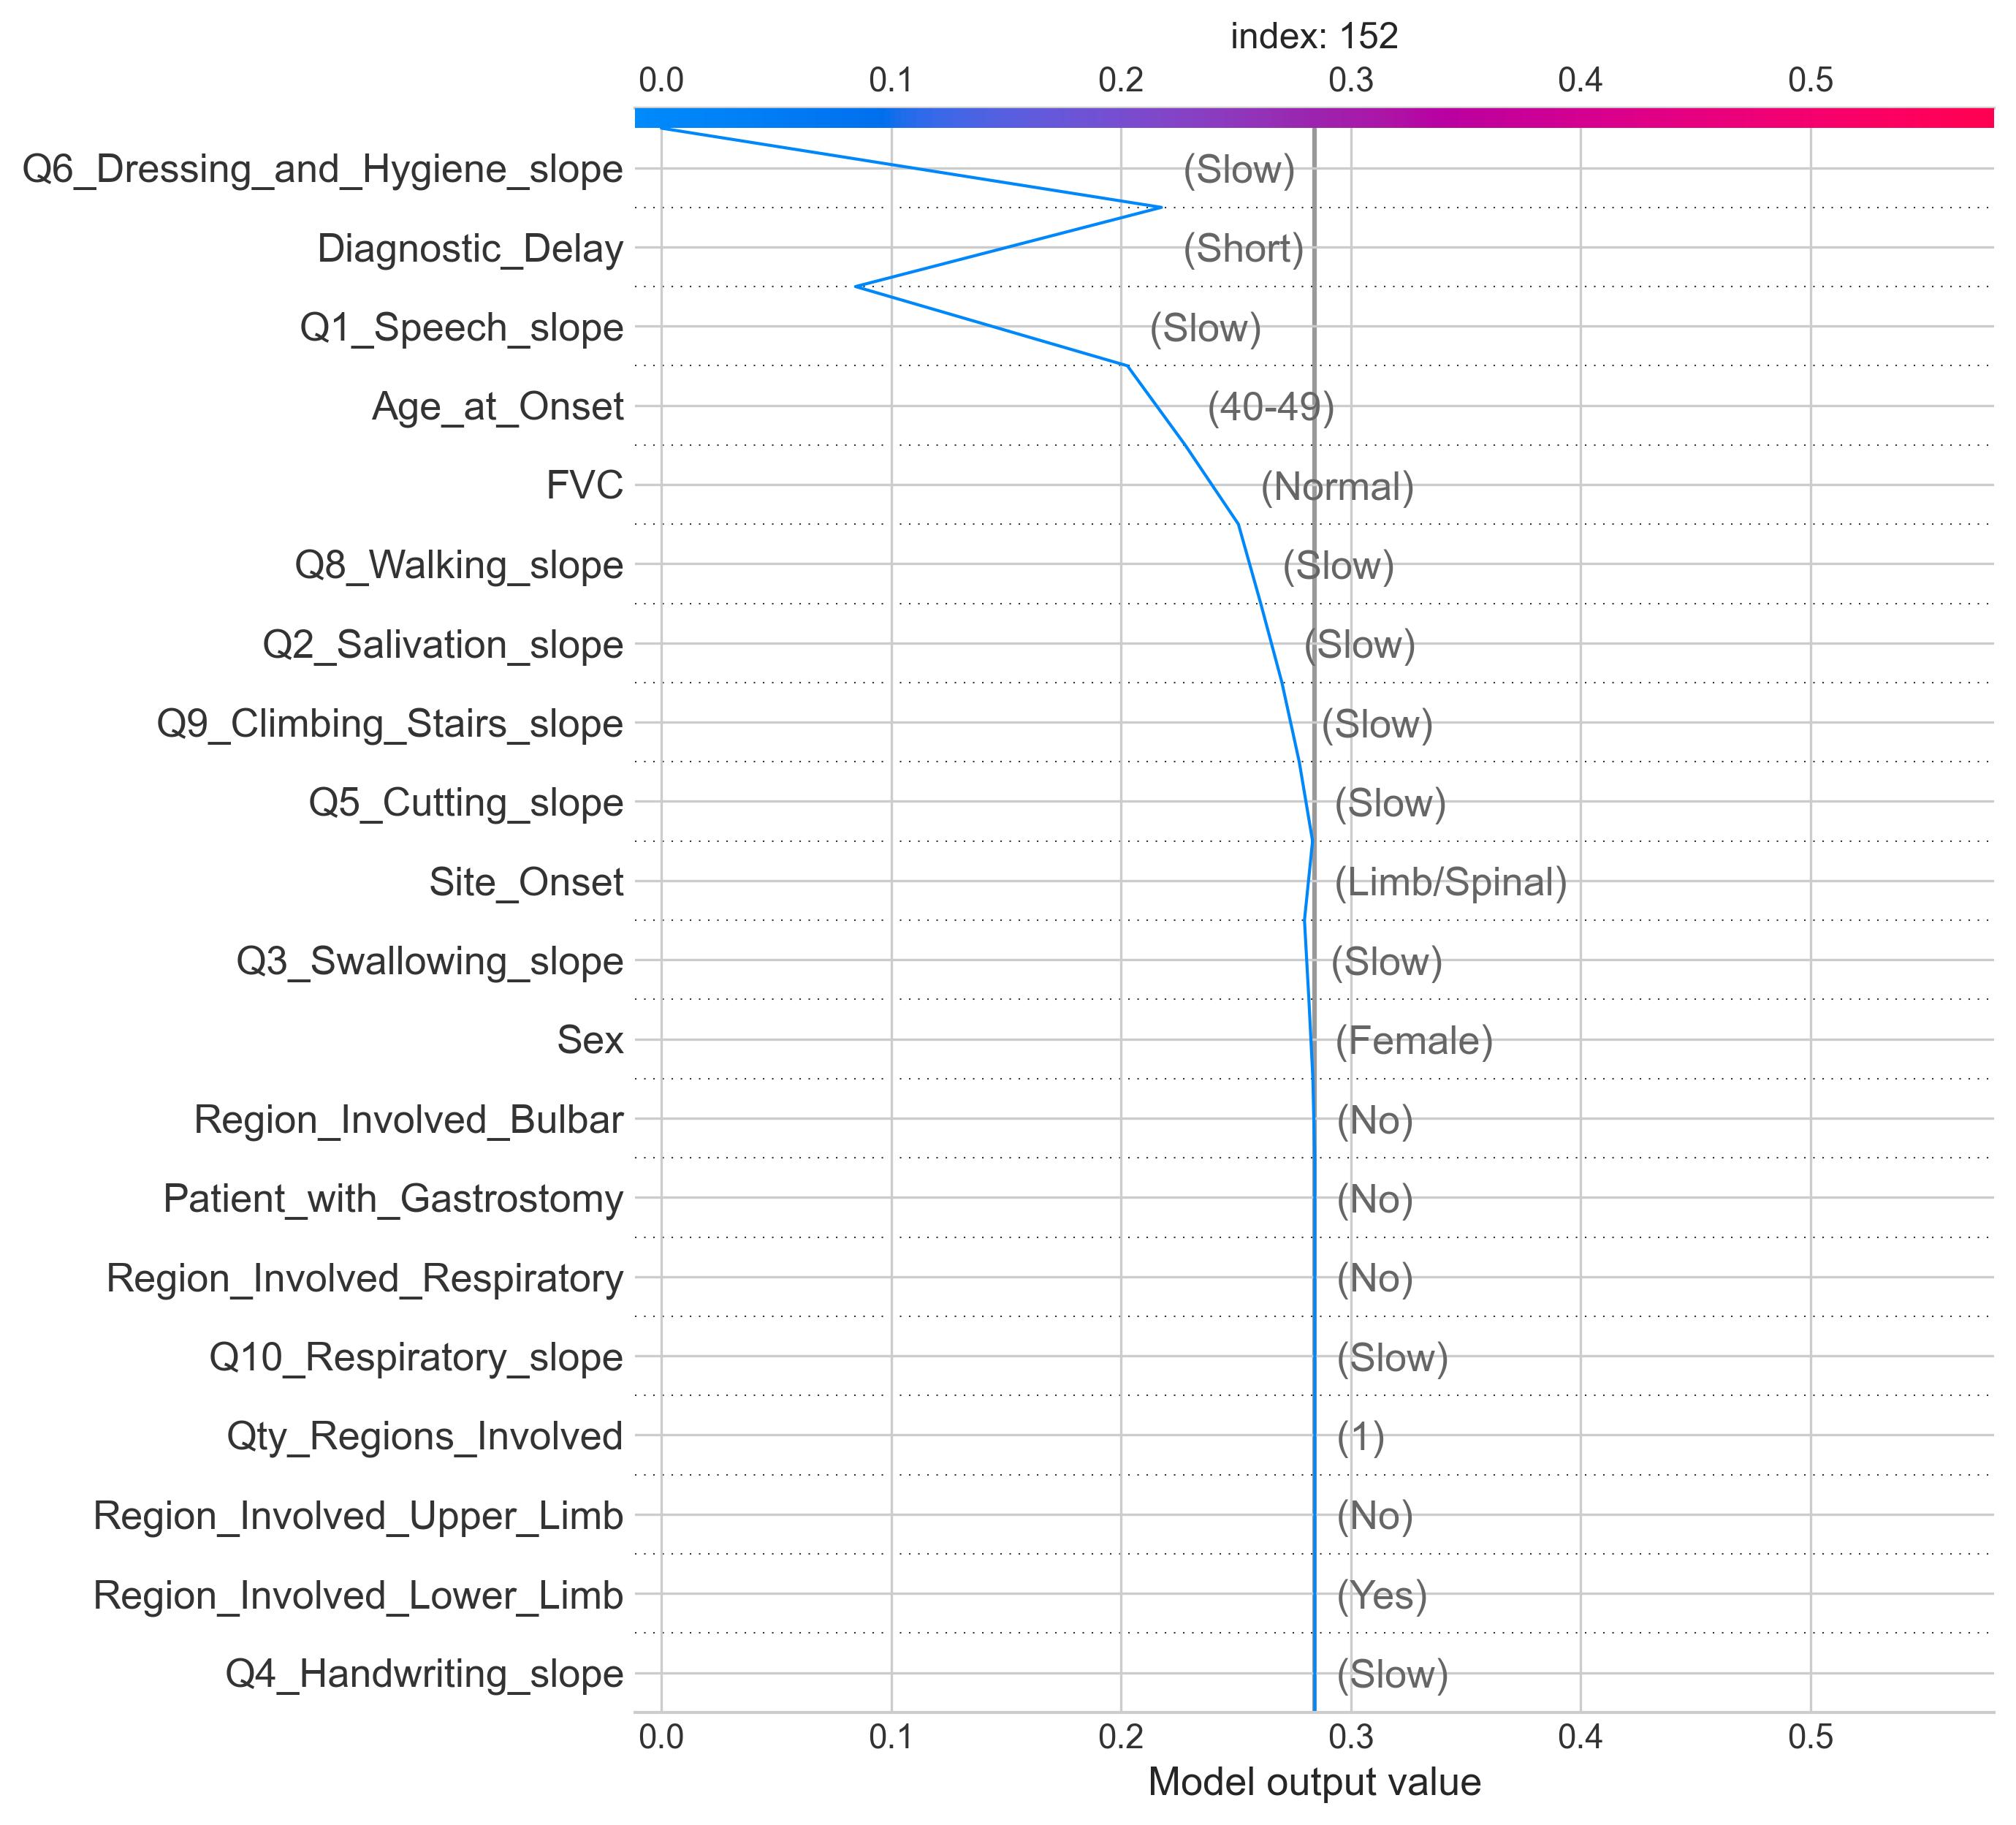 index: 152
0.0 0.1 0.2 0.3 0.4 0.5
Q6_Dressing_and_Hygiene_slope (Slow)
Diagnostic_Delay (Short)
Q1_Speech_slope (Slow)
Age_at_Onset (40-49)
FVC (Normal)
Q8_Walking_slope (Slow)
Q2_Salivation_slope (Slow)
Q9_Climbing_Stairs_slope (Slow)
Q5_Cutting_slope (Slow)
Site_Onset (Limb/Spinal)
Q3_Swallowing_slope (Slow)
Sex (Female)
Region_Involved_Bulbar (No)
Patient_with_Gastrostomy (No)
Region_Involved_Respiratory (No)
Q10_Respiratory_slope (Slow)
Qty_Regions_Involved (1)
Region_Involved_Upper_Limb (No)
Region_Involved_Lower_Limb (Yes)
Q4_Handwriting_slope (Slow)
0.0 0.1 0.2 0.3 0.4 0.5
Model output value